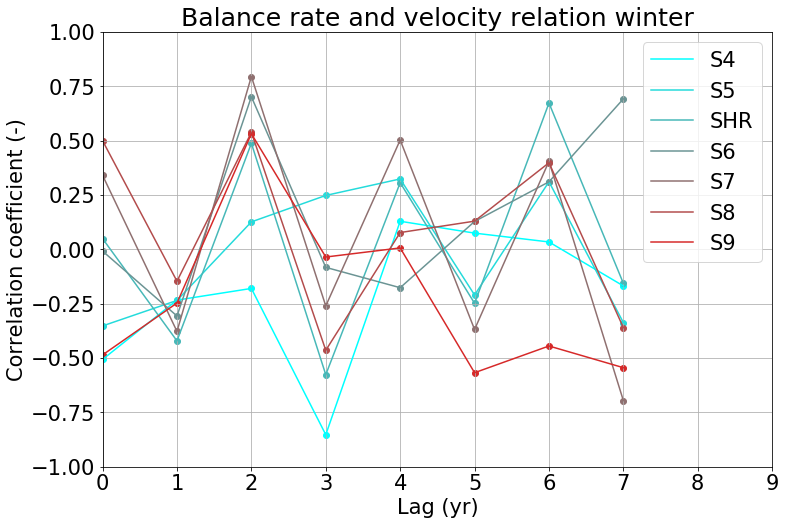 Balance rate and velocity relation winter
Correlation coefficient (-)
1.00
0.75
0.50
0.25
0.00
−0.25
−0.50
−0.75
−1.00
0 1 2 3 4 5 6 7 8 9
Lag (yr)
S4
S5
SHR
S6
S7
S8
S9